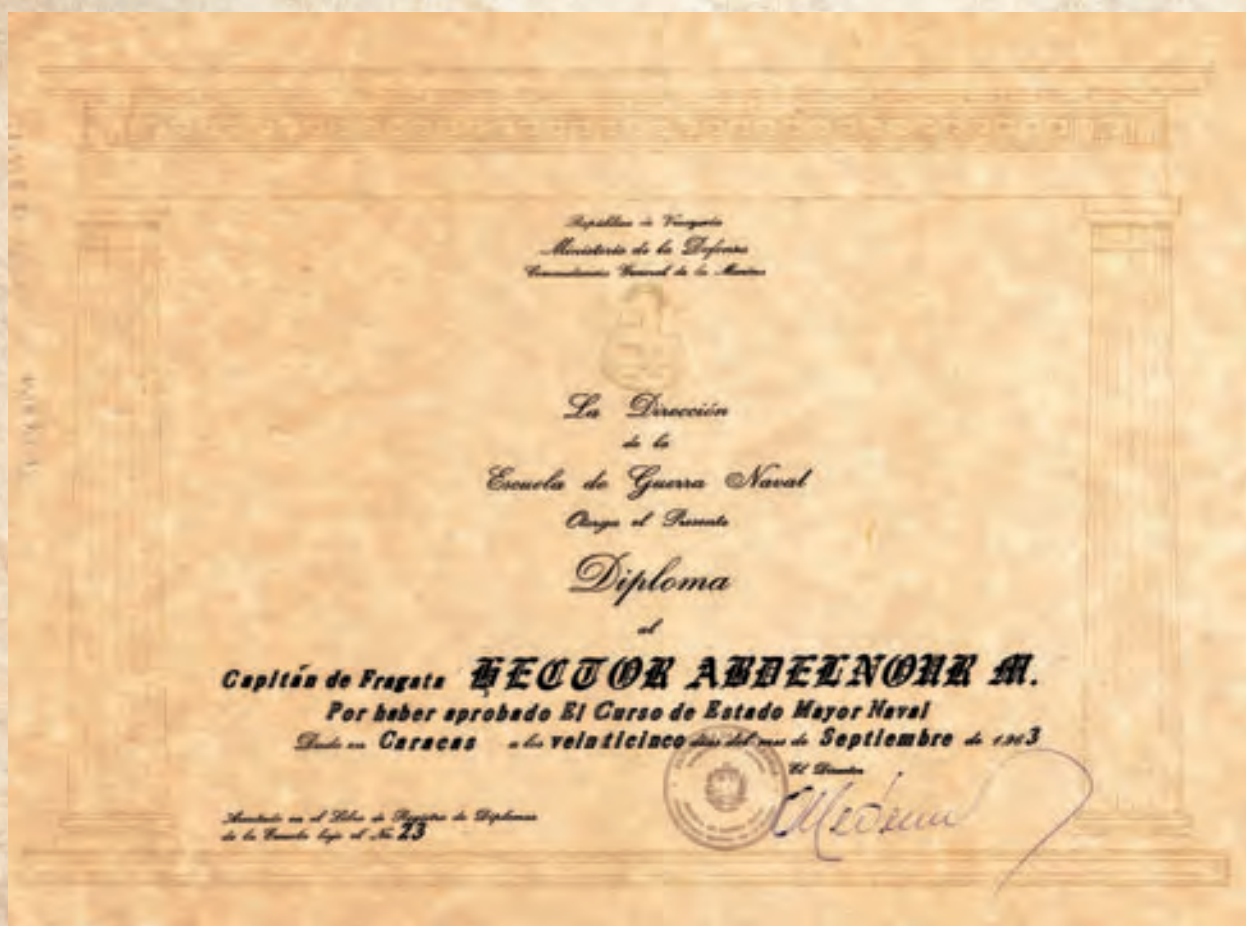 República de Venezuela
Ministerio de la Defensa
Comandancia General de la Marina
La Dirección
de la
Escuela de Guerra Naval
Otorga el Presente
Diploma
al
Capitán de Fragata HECTOR ABDELNOUR M.
Por haber aprobado El Curso de Estado Mayor Naval
Dado en Caracas a los veinticinco días del mes de Septiembre de 1.963
El Director
Asentado en el Libro de Registro de Diplomas
de la Escuela bajo el No. 23